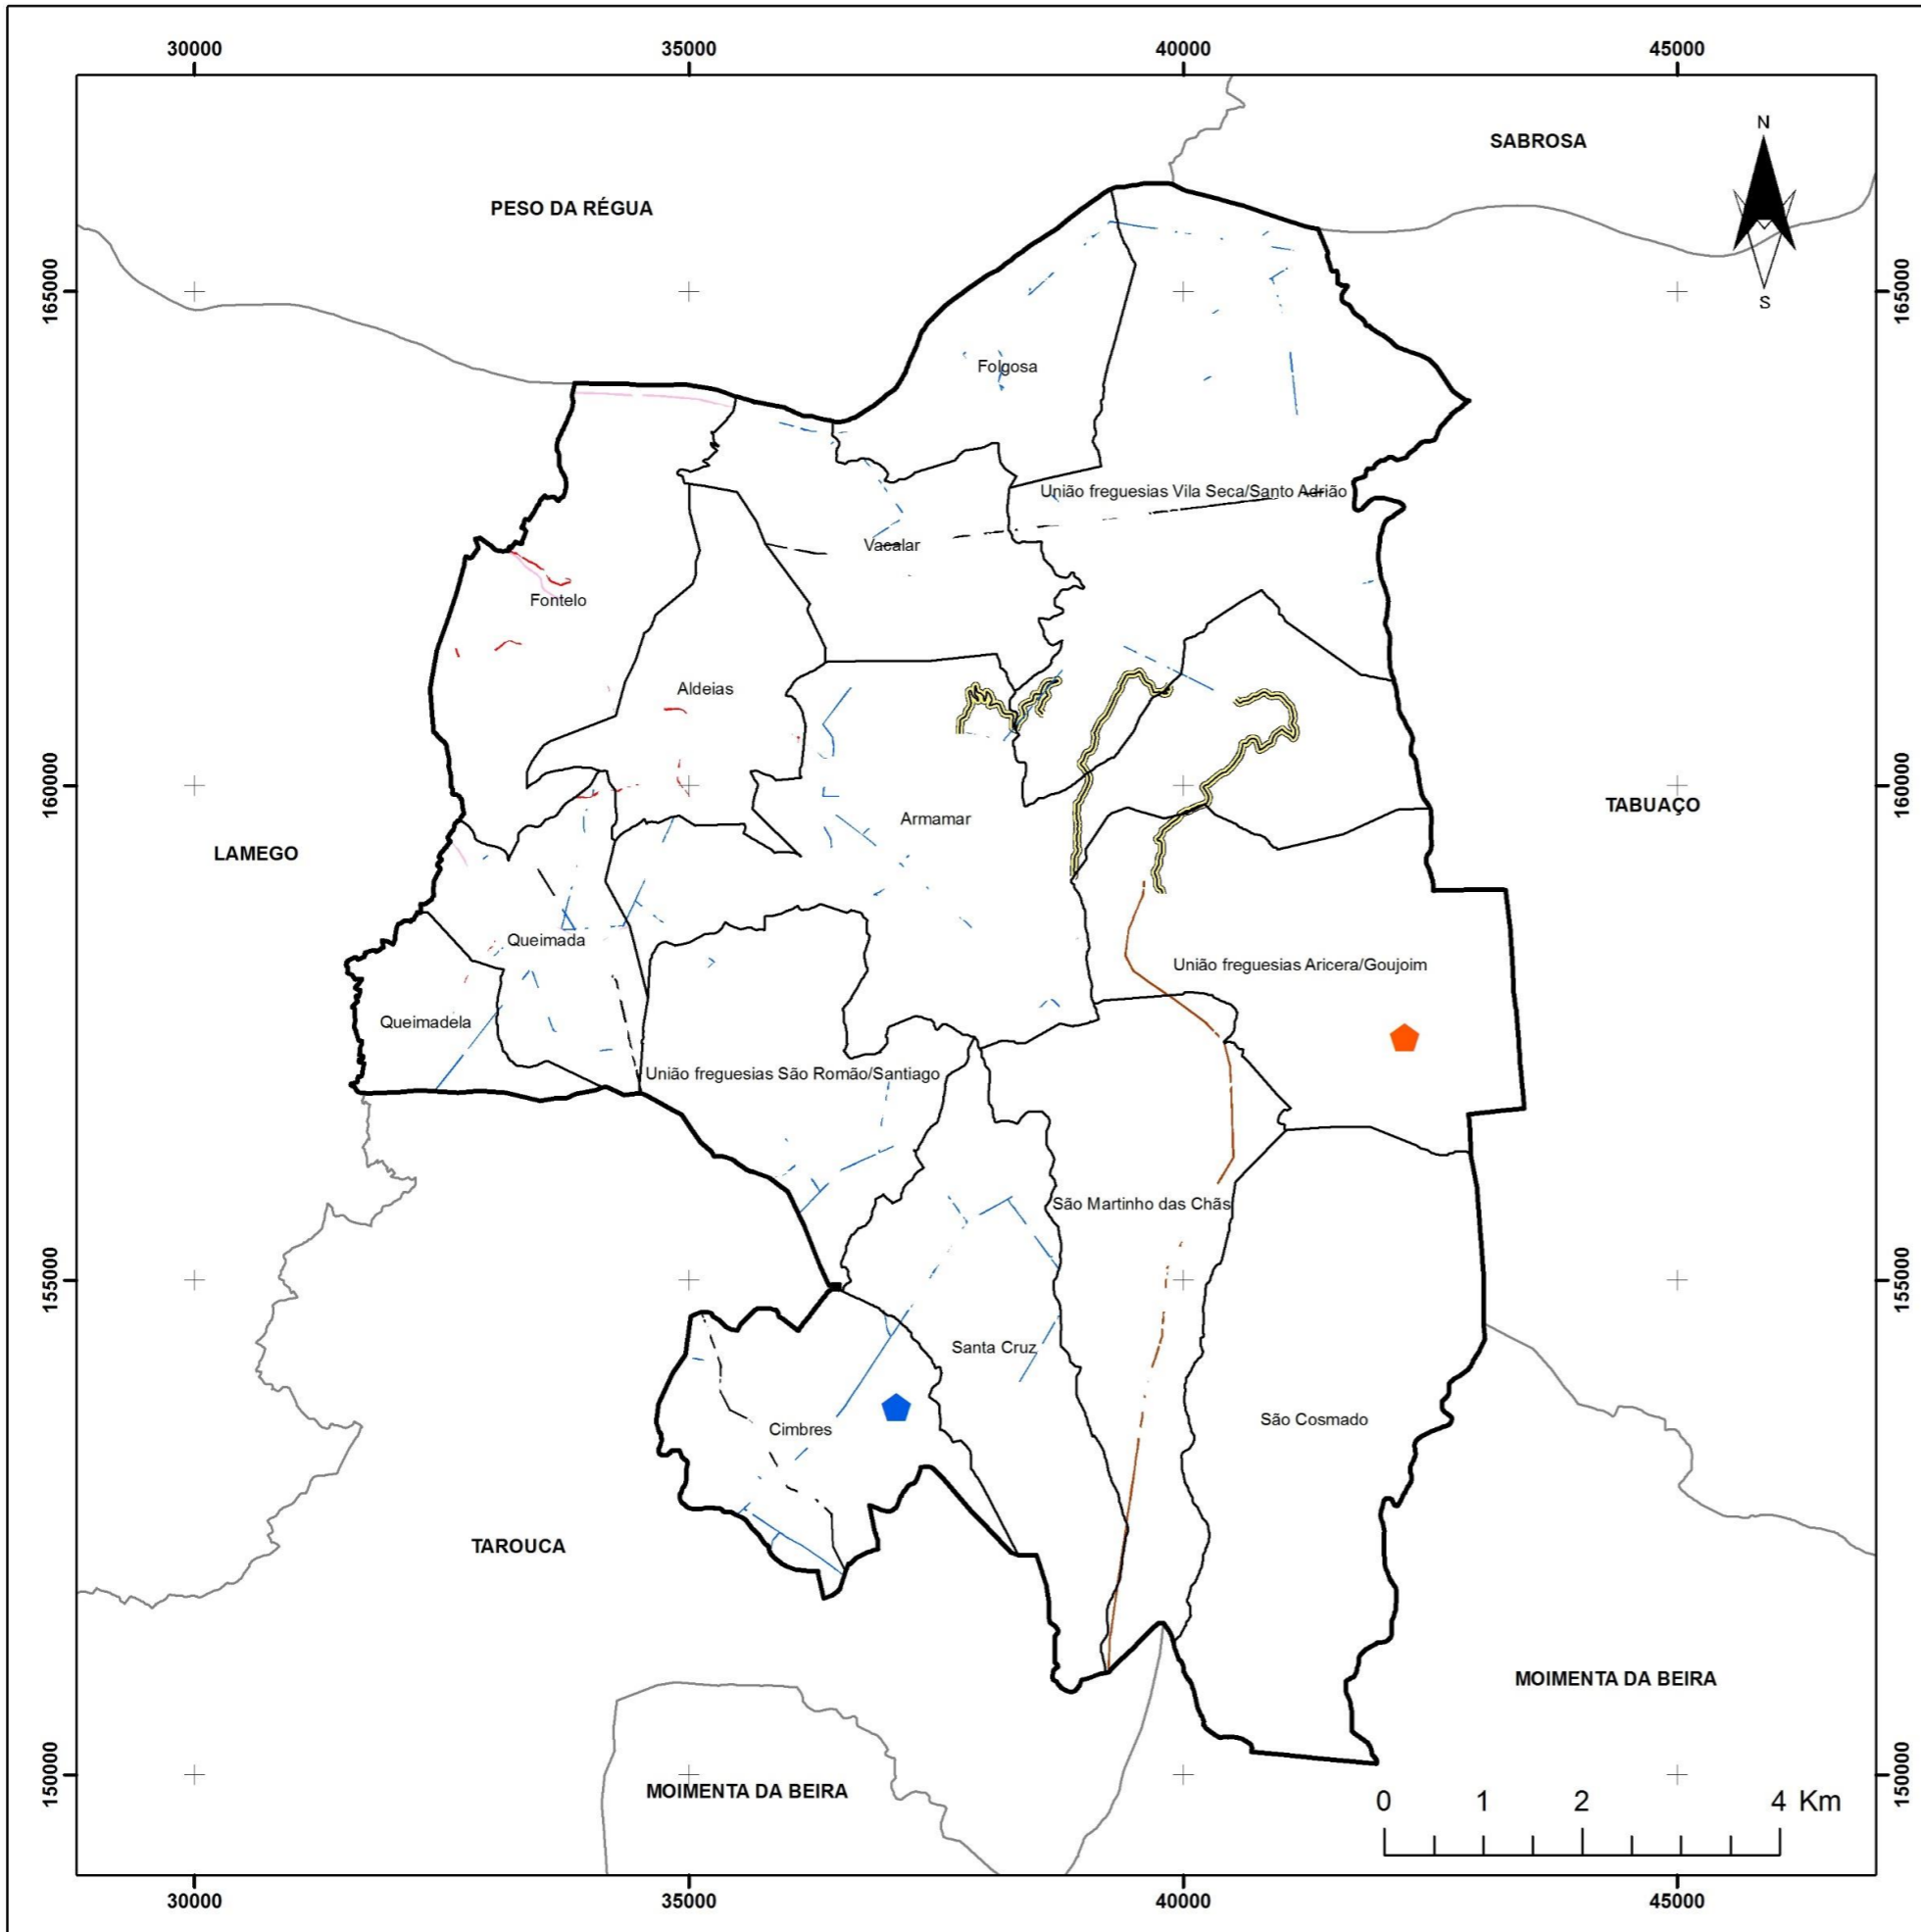 30000 35000 40000 45000
N
SABROSA
PESO DA RÉGUA
165000 165000
S
Folgosa
União freguesias Vila Seca/Santo Adrião
Vacalar
Fontelo
Aldeias
160000 160000
TABUAÇO
Armamar
LAMEGO
Queimada
União freguesias Aricera/Goujoim
Queimadela
União freguesias São Romão/Santiago
São Martinho das Chãs
155000 155000
Santa Cruz
São Cosmado
Cimbres
TAROUCA
MOIMENTA DA BEIRA
150000 150000
MOIMENTA DA BEIRA
0 1 2 4 Km
30000 35000 40000 45000